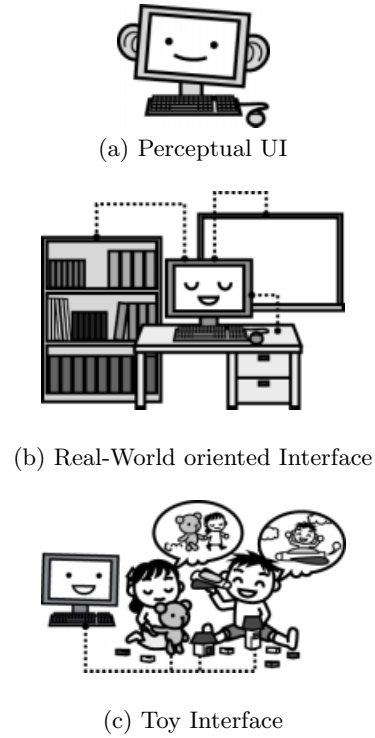 (a) Perceptual UI
(b) Real-World oriented Interface
(c) Toy Interface